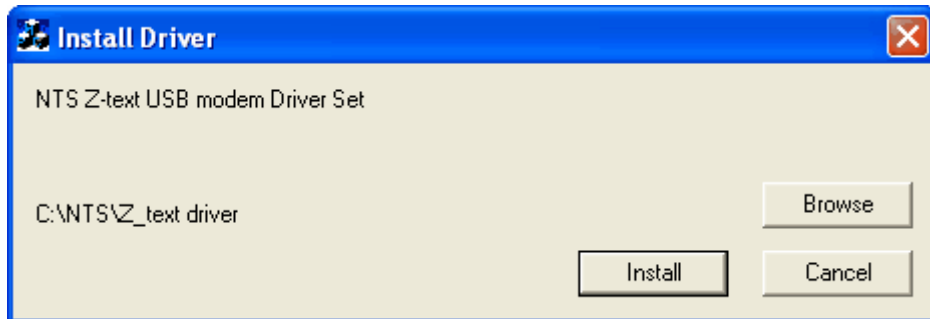 Install Driver
NTS Z-text USB modem Driver Set
C:\NTS\Z_text driver
Browse
Install
Cancel